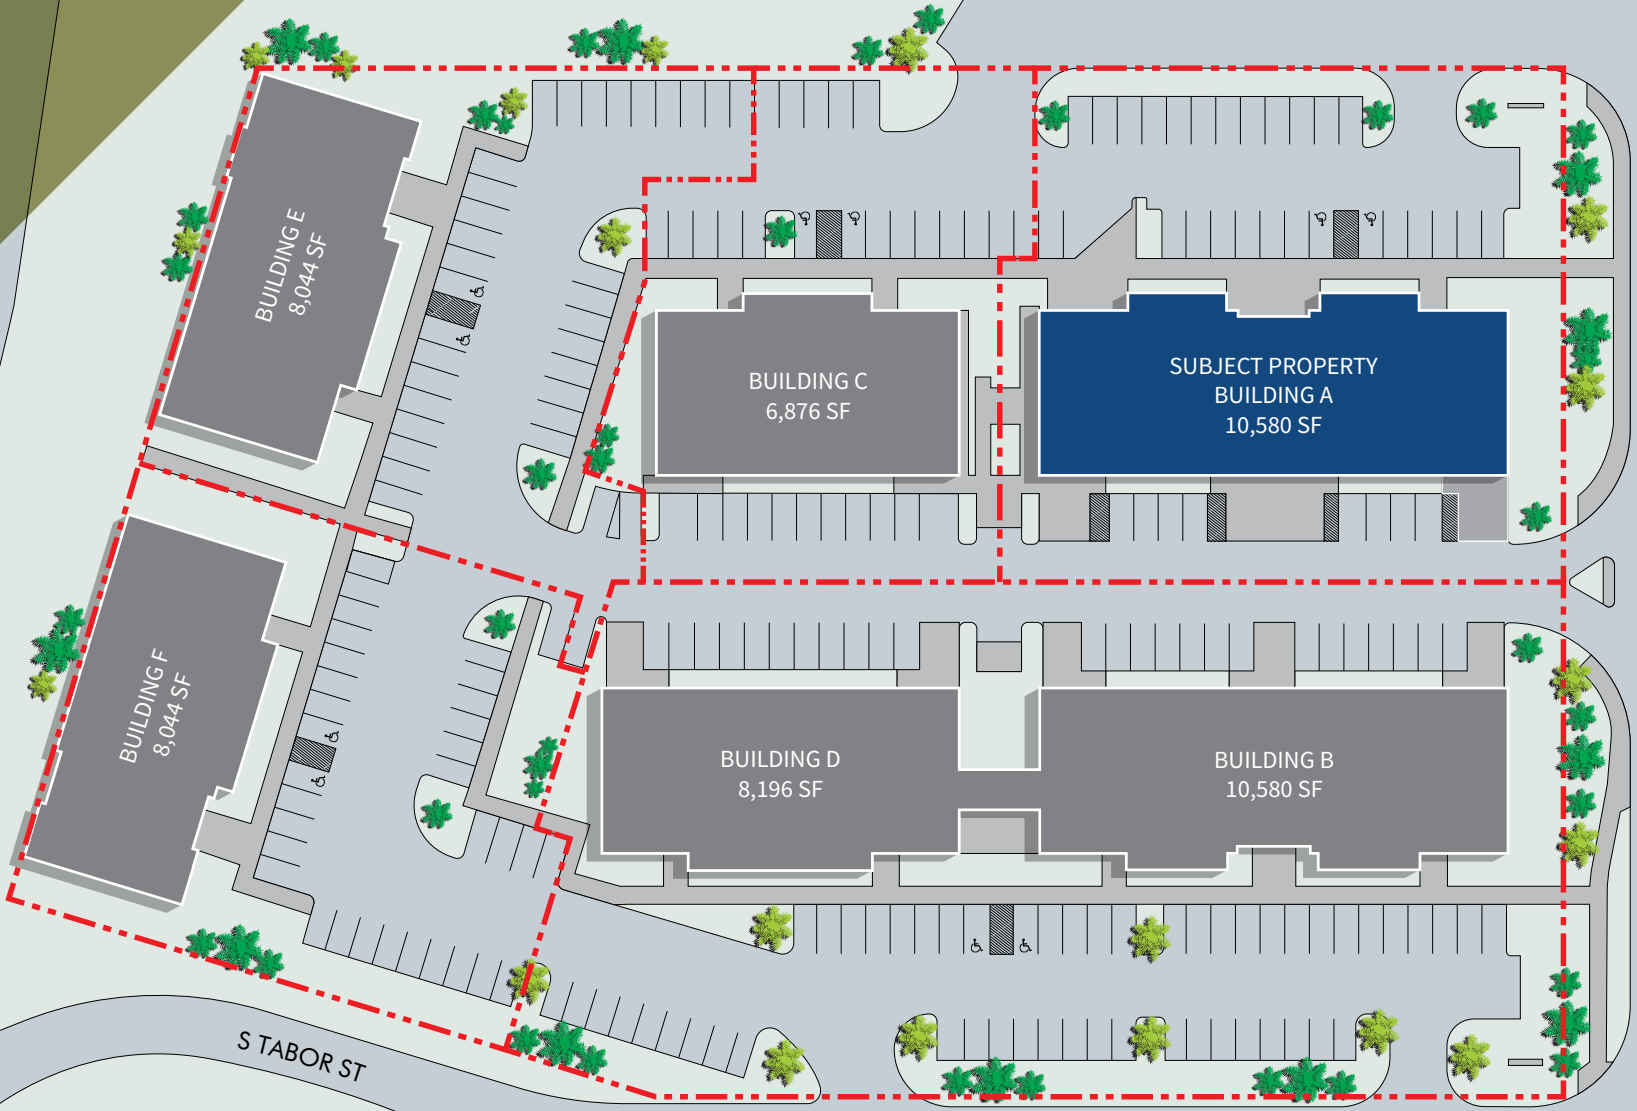 BUILDING E
8,044 SF
BUILDING C
6,876 SF
SUBJECT PROPERTY
BUILDING A
10,580 SF
BUILDING F
8,044 SF
BUILDING D
8,196 SF
BUILDING B
10,580 SF
S TABOR ST